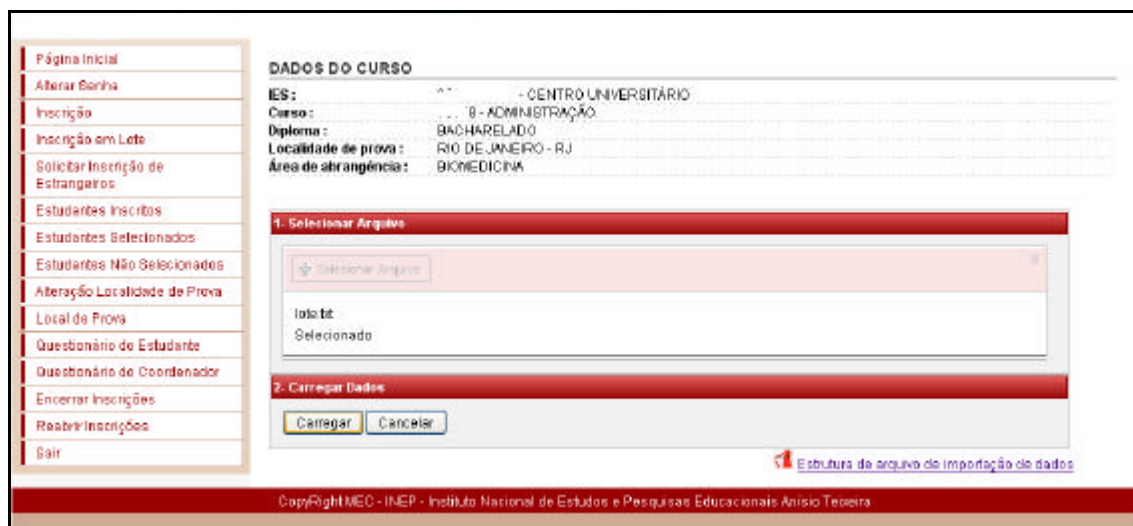 Página Inicial
Alterar Senha
Inscrição
Inscrição em Lote
Solicitar Inscrição de
Estrangeiros
Estudantes Inscritos
Estudantes Selecionados
Estudantes Não Selecionados
Alteração Localidade de Prova
Local de Prova
Questionário do Estudante
Questionário do Coordenador
Encerrar Inscrições
Reabrir Inscrições
Sair
DADOS DO CURSO
IES : - CENTRO UNIVERSITÁRIO
Curso : - ADMINISTRAÇÃO
Diploma : BACHARELADO
Localidade de prova : RIO DE JANEIRO - RJ
Área de abrangência : BIOMEDICINA
1- Selecionar Arquivo
Selecionar Arquivo
lote.txt
Selecionado
2- Carregar Dados
Carregar Cancelar
Estrutura de arquivo de importação de dados
CopyRight MEC - INEP - Instituto Nacional de Estudos e Pesquisas Educacionais Anísio Teixeira